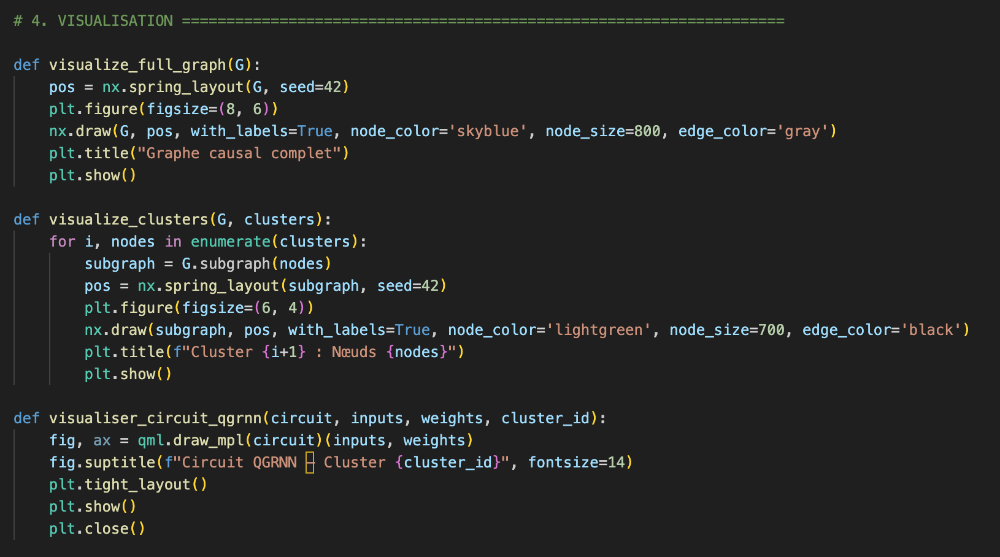 # 4. VISUALISATION ====================================================================
def visualize_full_graph(G):
pos = nx.spring_layout(G, seed=42)
plt.figure(figsize=(8, 6))
nx.draw(G, pos, with_labels=True, node_color='skyblue', node_size=800, edge_color='gray')
plt.title("Graphe causal complet")
plt.show()
def visualize_clusters(G, clusters):
for i, nodes in enumerate(clusters):
subgraph = G.subgraph(nodes)
pos = nx.spring_layout(subgraph, seed=42)
plt.figure(figsize=(6, 4))
nx.draw(subgraph, pos, with_labels=True, node_color='lightgreen', node_size=700, edge_color='black')
plt.title(f"Cluster {i+1} : Nœuds {nodes}")
plt.show()
def visualiser_circuit_qgrnn(circuit, inputs, weights, cluster_id):
fig, ax = qml.draw_mpl(circuit)(inputs, weights)
fig.suptitle(f"Circuit QGRNN – Cluster {cluster_id}", fontsize=14)
plt.tight_layout()
plt.show()
plt.close()